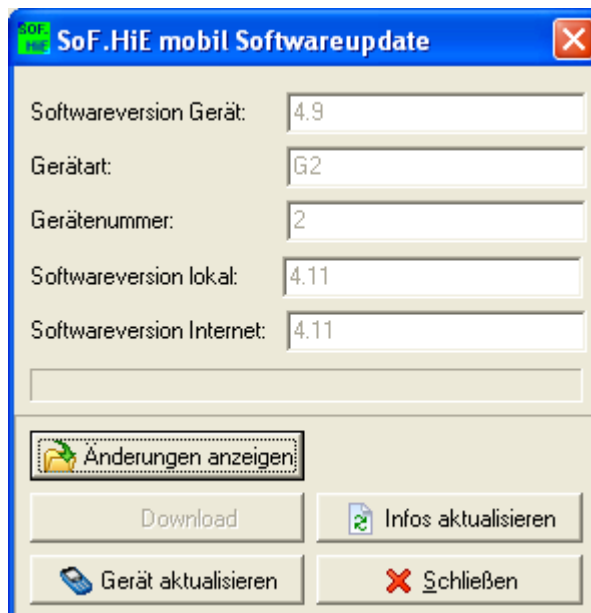 SOF.
HiE
SoF.HiE mobil Softwareupdate
Softwareversion Gerät: 4.9
Gerätart: G2
Gerätenummer: 2
Softwareversion lokal: 4.11
Softwareversion Internet: 4.11
Änderungen anzeigen
Download Infos aktualisieren
Gerät aktualisieren Schließen